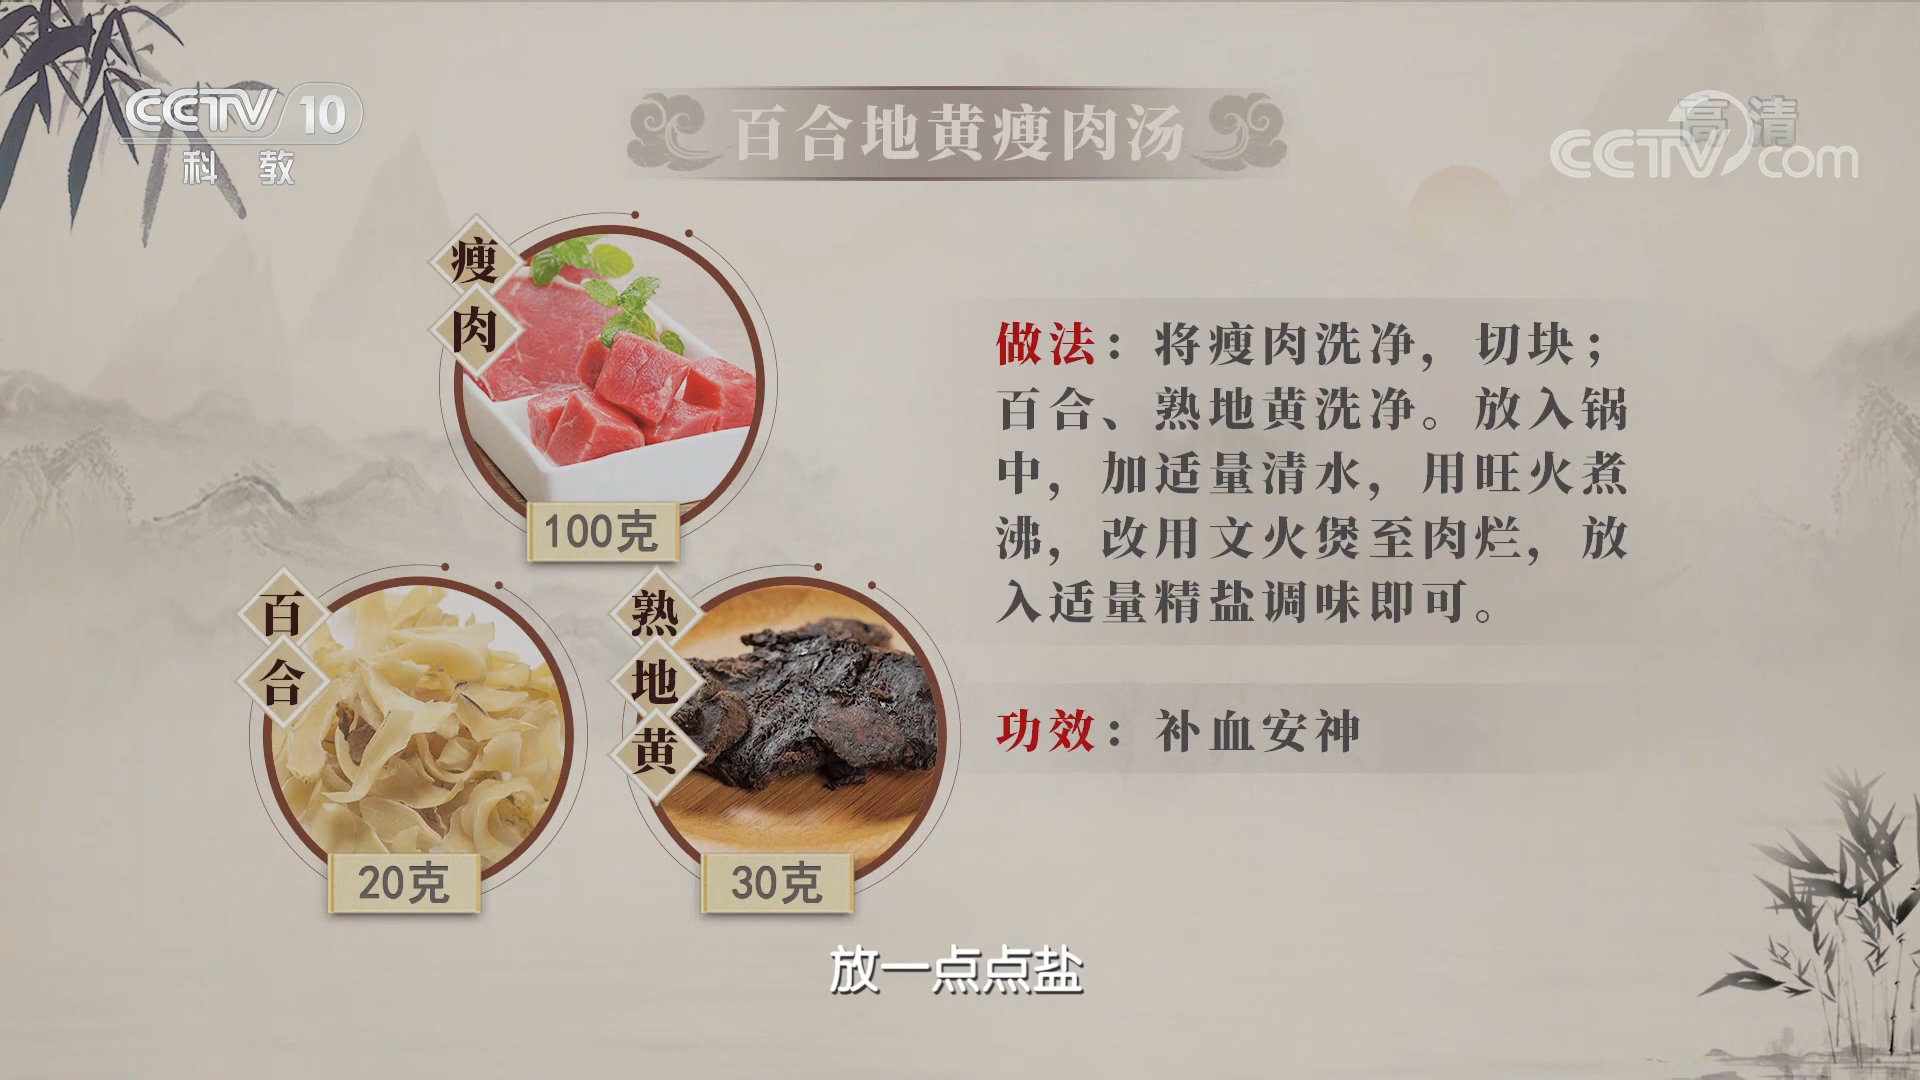 CCTV 10
科 教
百合地黄瘦肉汤
高清
CCTV.com
瘦肉
100克
百合
20克
熟地黄
30克
做法：将瘦肉洗净，切块；
百合、熟地黄洗净。放入锅
中，加适量清水，用旺火煮
沸，改用文火煲至肉烂，放
入适量精盐调味即可。
功效：补血安神
放一点点盐